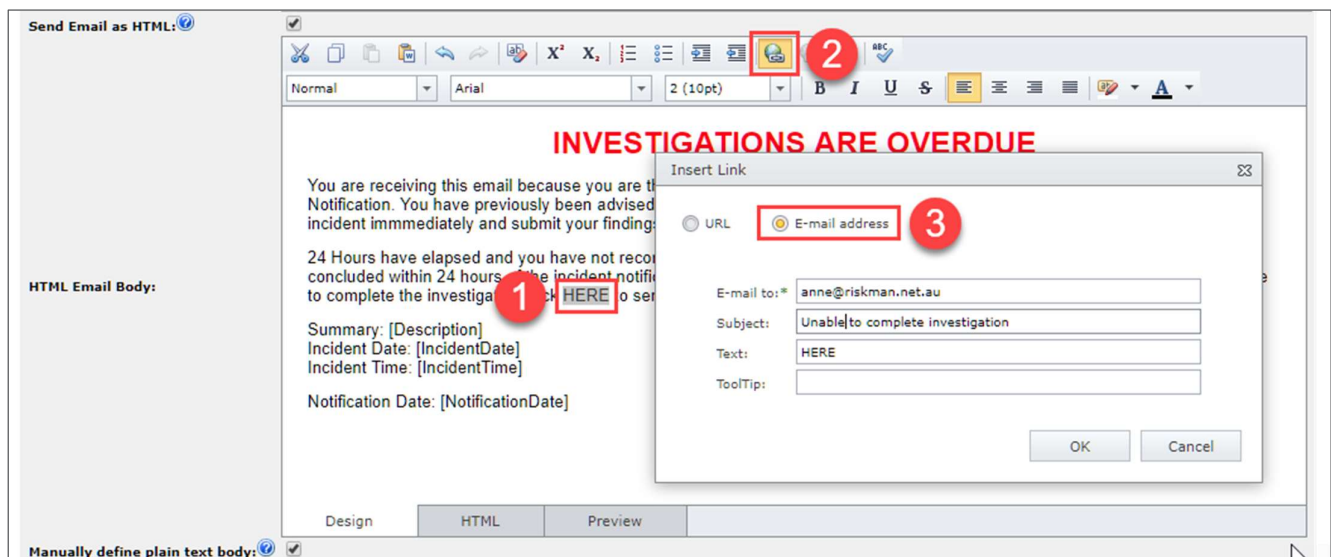 Send Email as HTML:
2
ABC
Normal
Arial
2 (10pt)
B I U S
A
INVESTIGATIONS ARE OVERDUE
You are receiving this email because you are
Notification. You have previously been advised
incident immmediately and submit your
24 Hours have elapsed and you have not
concluded within 24 hours the incident
to complete the HERE
1
Summary: [Description]
Incident Date: [IncidentDate]
Incident Time: [IncidentTime]
Notification Date: [NotificationDate]
HTML Email Body:
Insert Link
URL
E-mail address
3
E-mail to:* anne@riskman.net.au
Subject: Unable to complete investigation
Text: HERE
ToolTip:
OK Cancel
Design HTML Preview
Manually define plain text body: